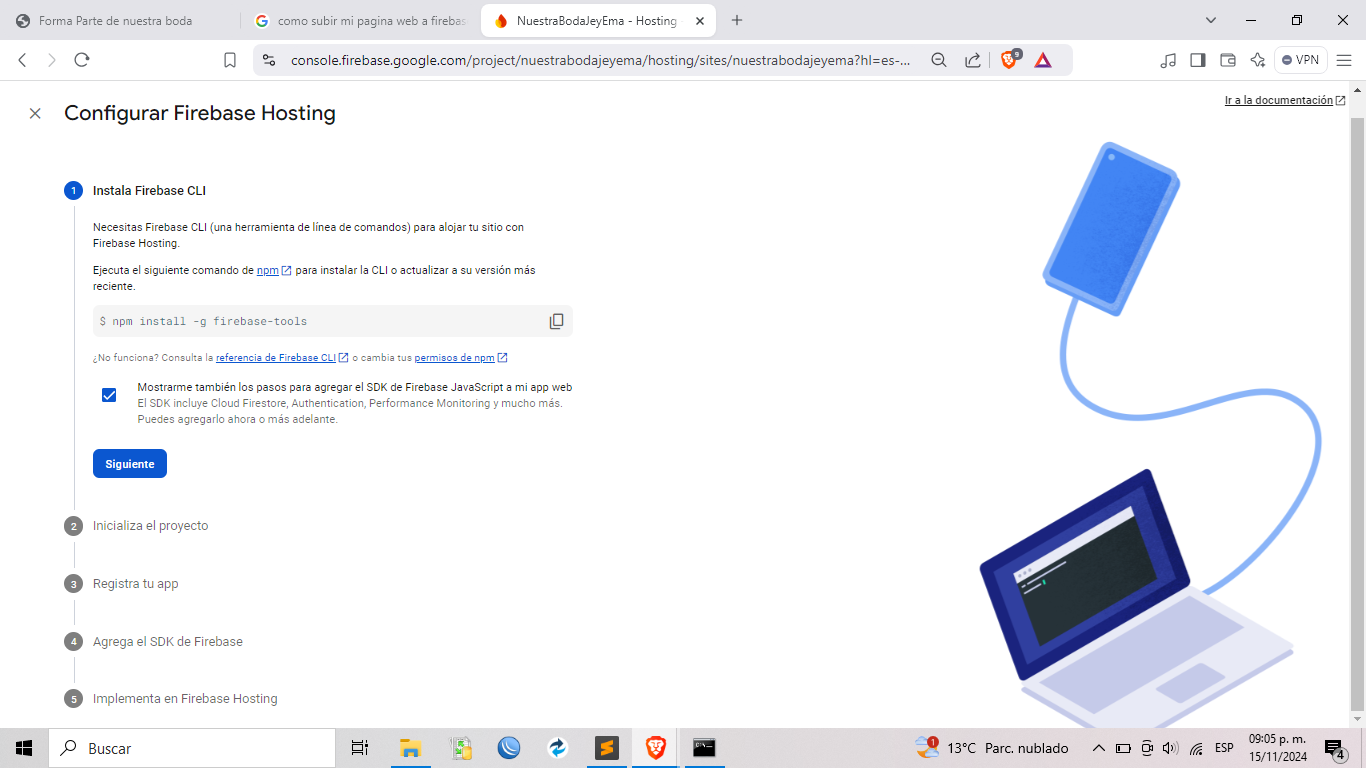 Forma Parte de nuestra boda
como subir mi pagina web a firebas
NuestraBodaJeyEma - Hosting
console.firebase.google.com/project/nuestrabodajeyema/hosting/sites/nuestrabodajeyema?hl=es-...
9
VPN
Configurar Firebase Hosting
Ir a la documentación
1 Instala Firebase CLI
Necesitas Firebase CLI (una herramienta de línea de comandos) para alojar tu sitio con
Firebase Hosting.
Ejecuta el siguiente comando de npm para instalar la CLI o actualizar a su versión más
reciente.
$ npm install -g firebase-tools
¿No funciona? Consulta la referencia de Firebase CLI o cambia tus permisos de npm
Mostrarme también los pasos para agregar el SDK de Firebase JavaScript a mi app web
El SDK incluye Cloud Firestore, Authentication, Performance Monitoring y mucho más.
Puedes agregarlo ahora o más adelante.
Siguiente
2 Inicializa el proyecto
3 Registra tu app
4 Agrega el SDK de Firebase
5 Implementa en Firebase Hosting
Buscar
1
13°C Parc. nublado
ESP
09:05 p. m.
15/11/2024
4